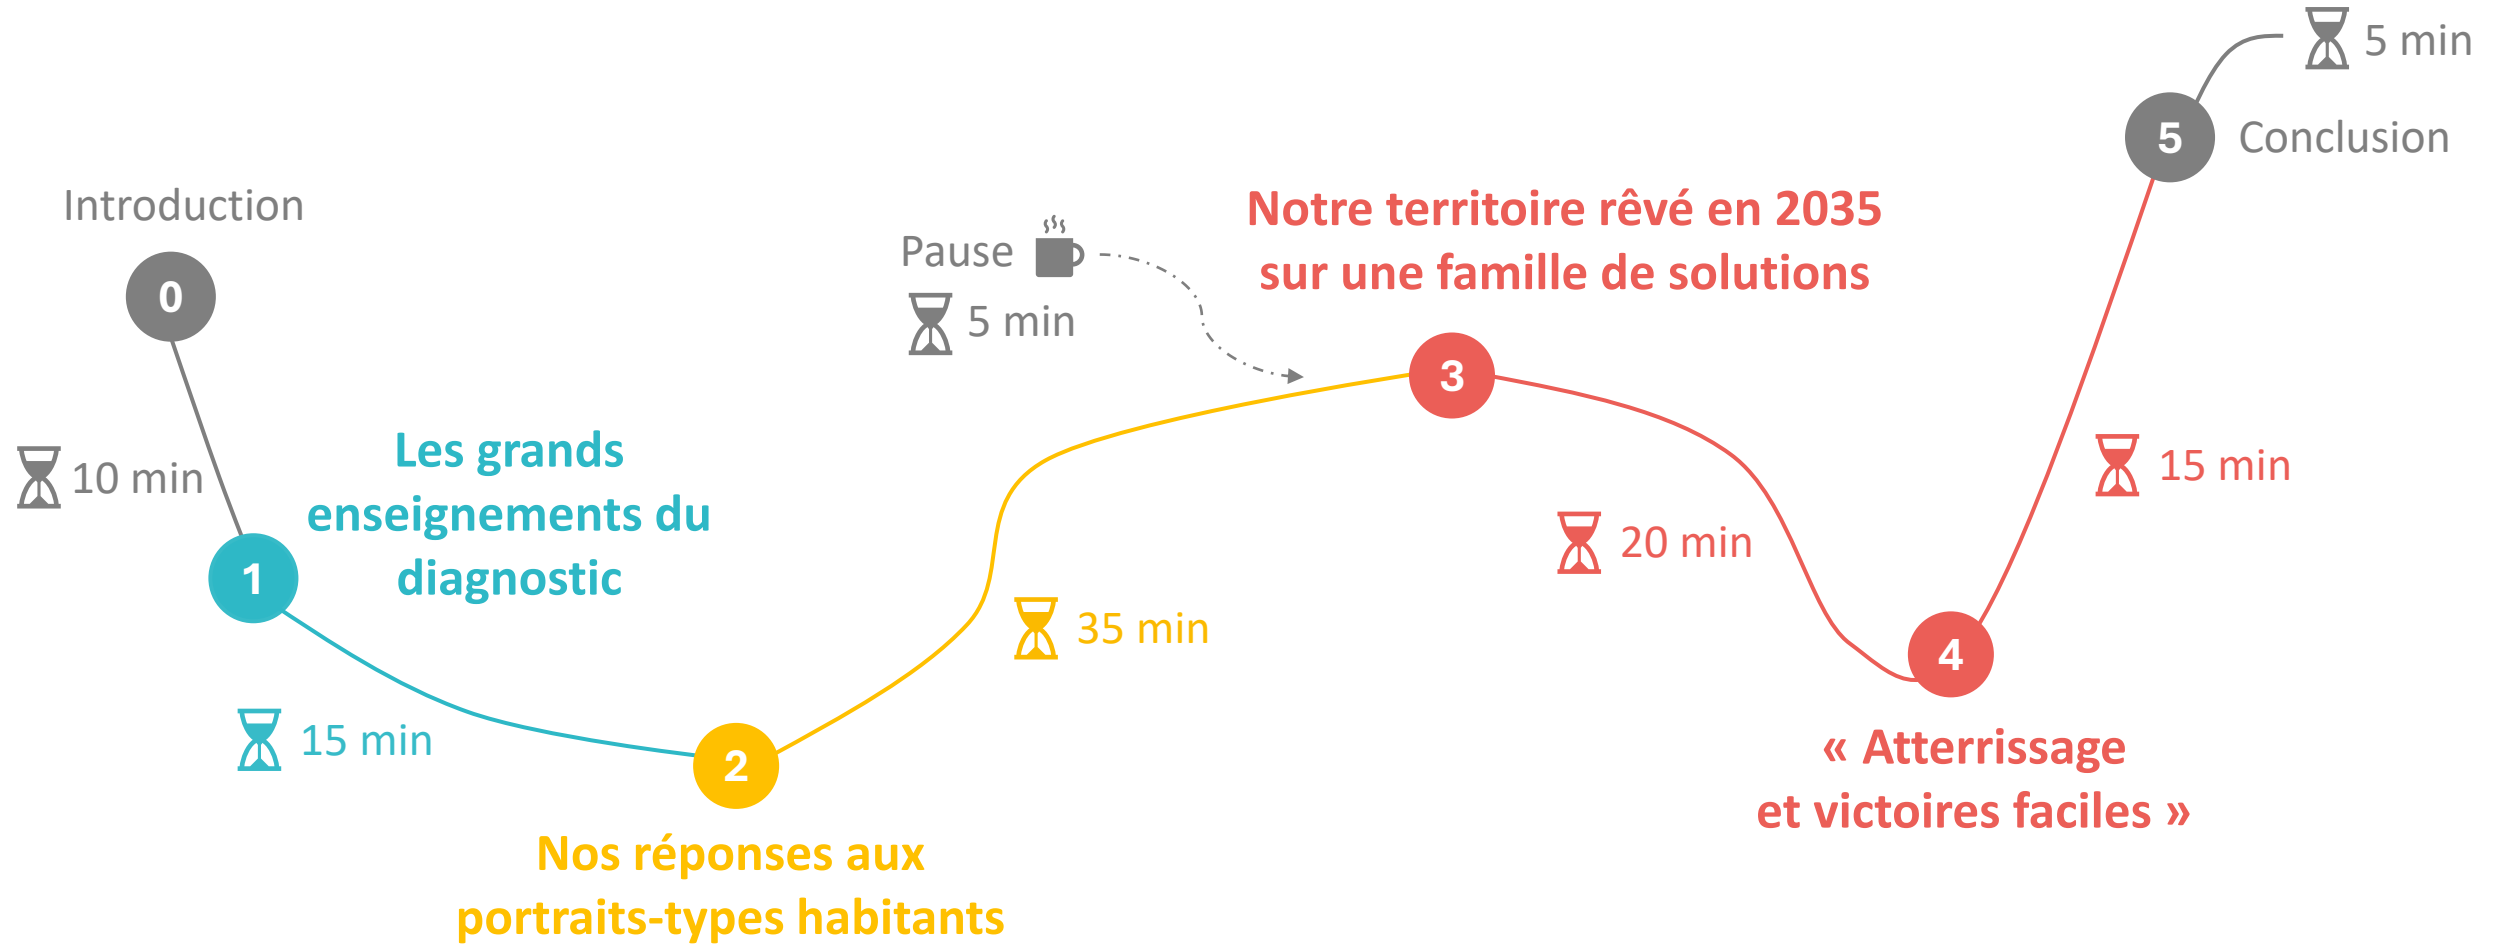 Introduction
0
10 min
1
Les grands
enseignements du
diagnostic
15 min
2
Nos réponses aux
portraits-types habitants
35 min
Pause
5 min
3
Notre territoire rêvé en 2035
sur une famille de solutions
20 min
4
« Atterrissage
et victoires faciles »
15 min
5
Conclusion
5 min